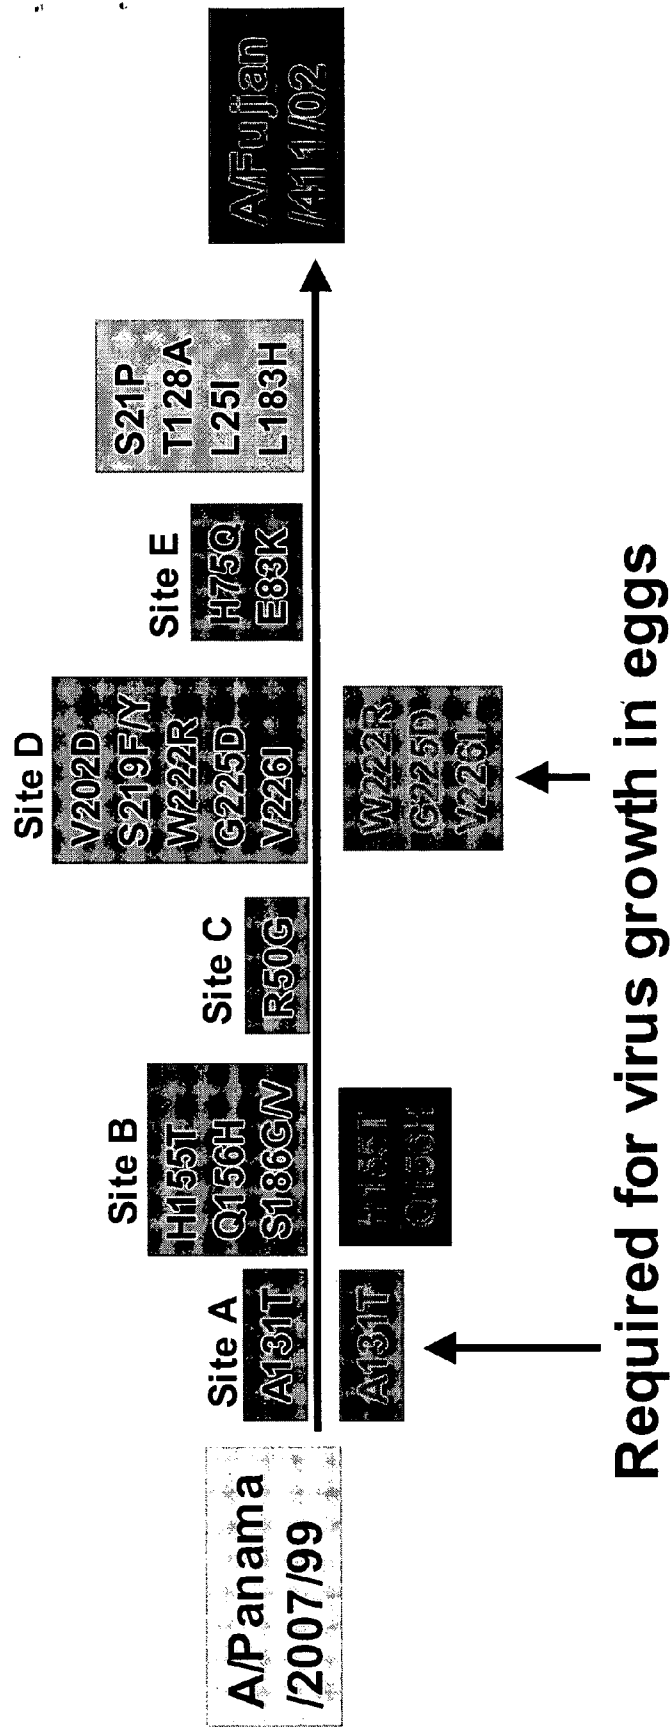 A/Panama
/2007/99
Site A
A131T
Site B
H155T
Q156H
S186G/V
Site C
R50G
Site D
V202D
S219F/Y
W222R
G225D
V226I
Site E
H75Q
E83K
S21P
T128A
L25I
L183H
A/Fujian
/411/02
A131T
H155T
Q156H
W222R
G225D
V226I
Required for virus growth in eggs